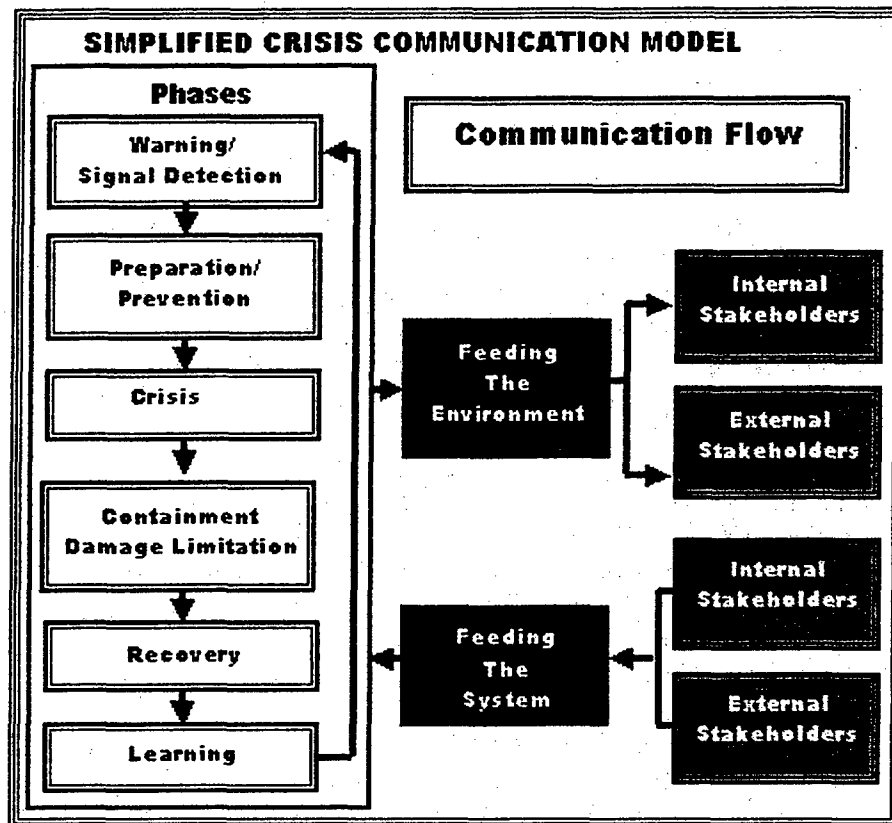 SIMPLIFIED CRISIS COMMUNICATION MODEL
Phases
Warning/
Signal Detection
Preparation/
Prevention
Crisis
Containment
Damage Limitation
Recovery
Learning
Communication Flow
Feeding
The
Environment
Internal
Stakeholders
External
Stakeholders
Feeding
The
System
Internal
Stakeholders
External
Stakeholders